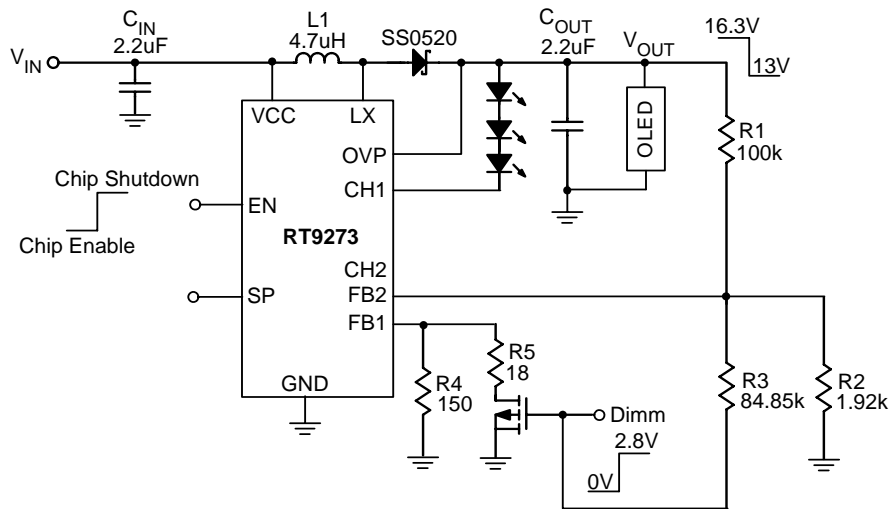 C_IN
2.2uF
L1
4.7uH
SS0520
C_OUT
2.2uF
V_OUT
16.3V
13V
V_IN
VCC
LX
R1
100k
OLED
OVP
Chip Shutdown
CH1
EN
Chip Enable
RT9273
CH2
SP
FB2
FB1
R5
18
R4
150
R3
84.85k
R2
1.92k
GND
Dimm
2.8V
0V